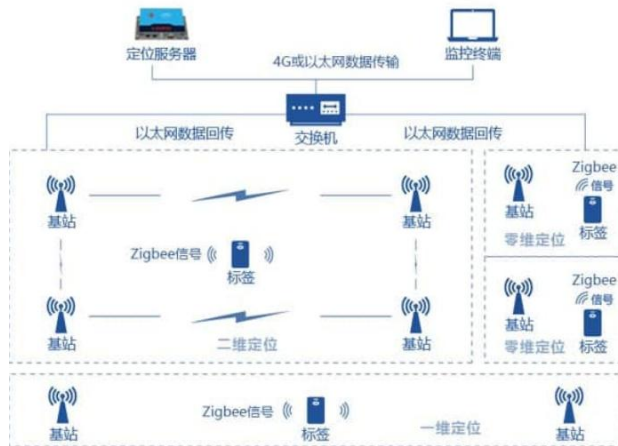 定位服务器
监控终端
4G或以太网数据传输
以太网数据回传
交换机
以太网数据回传
基站
基站
Zigbee信号
标签
基站
二维定位
基站
Zigbee
信号
基站
标签
零维定位
Zigbee
信号
基站
标签
零维定位
基站
Zigbee信号
标签
一维定位
基站